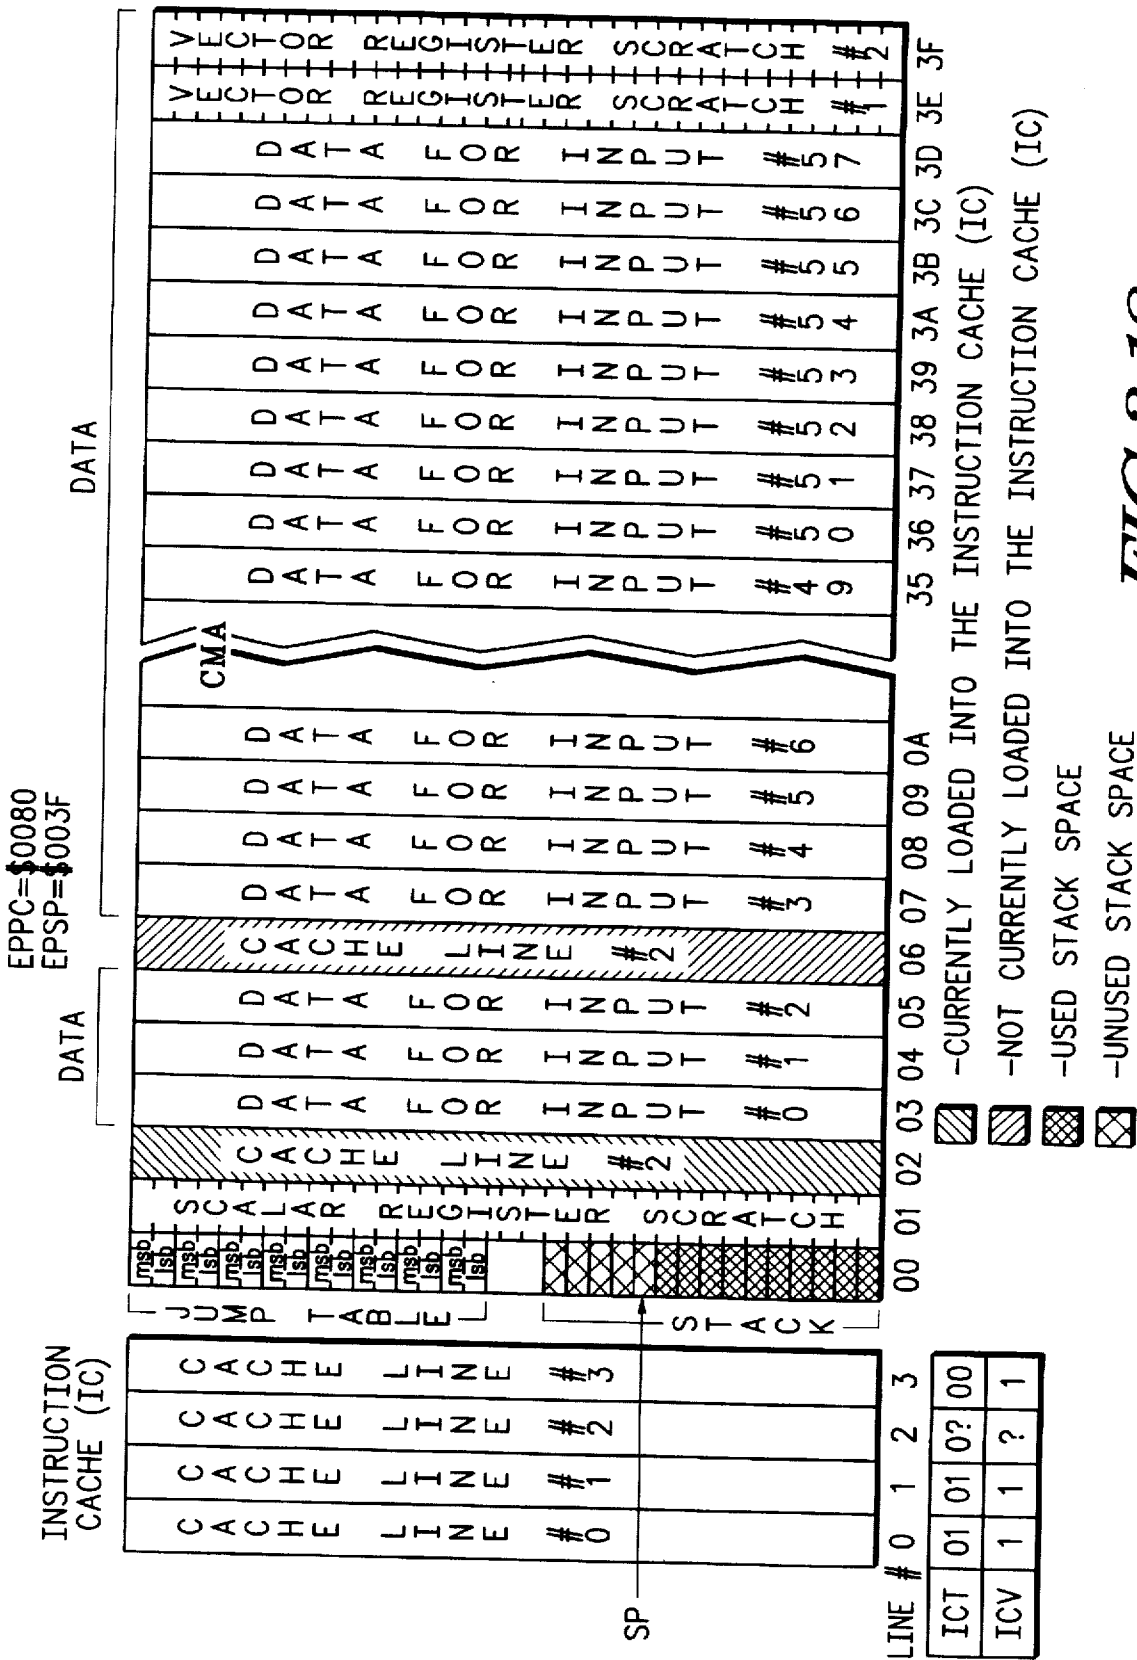 EPPC=$0080
EPSP=$003F
DATA
DATA
INSTRUCTION
CACHE (IC)
CACHE LINE #0
CACHE LINE #1
CACHE LINE #2
CACHE LINE #3
JUMP TABLE
STACK
SP
msb
lsb
msb
lsb
msb
lsb
msb
lsb
msb
lsb
msb
lsb
msb
lsb
msb
lsb
SCALAR REGISTER SCRATCH
CACHE LINE #2
DATA FOR INPUT #0
DATA FOR INPUT #1
DATA FOR INPUT #2
CACHE LINE #2
DATA FOR INPUT #3
DATA FOR INPUT #4
DATA FOR INPUT #5
DATA FOR INPUT #6
CMA
DATA FOR INPUT #49
DATA FOR INPUT #50
DATA FOR INPUT #51
DATA FOR INPUT #52
DATA FOR INPUT #53
DATA FOR INPUT #54
DATA FOR INPUT #55
DATA FOR INPUT #56
DATA FOR INPUT #57
VECTOR REGISTER SCRATCH #1
VECTOR REGISTER SCRATCH #2
LINE # 0 1 2 3
00 01 02 03 04 05 06 07 08 09 0A 35 36 37 38 39 3A 3B 3C 3D 3E 3F
ICT 01 01 0? 00
ICV 1 1 ? 1
-CURRENTLY LOADED INTO THE INSTRUCTION CACHE (IC)
-NOT CURRENTLY LOADED INTO THE INSTRUCTION CACHE (IC)
-USED STACK SPACE
-UNUSED STACK SPACE